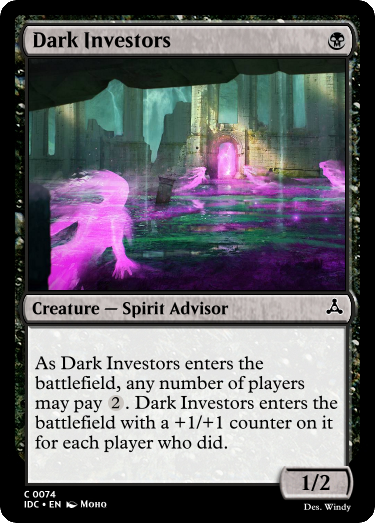 Dark Investors
Creature — Spirit Advisor
As Dark Investors enters the
battlefield, any number of players
may pay 2. Dark Investors enters the
battlefield with a +1/+1 counter on it
for each player who did.
1/2
C 0074
IDC • EN Moho
Des. Windy